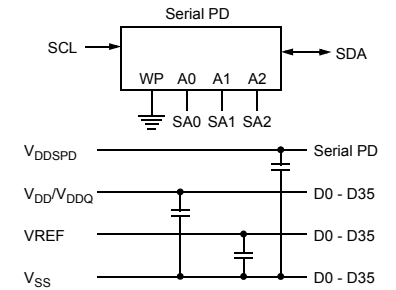 Serial PD
SCL SDA
WP A0 A1 A2
SA0 SA1 SA2
VDDSPD Serial PD
VDD/VDDQ D0 - D35
VREF D0 - D35
VSS D0 - D35